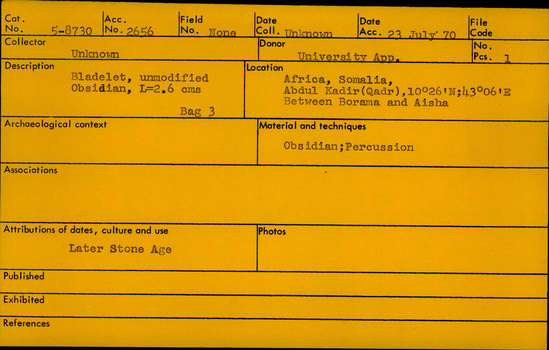 Cat. No. 5-8730 Acc. No. 2656 Field No. None Date Coll. Unknown Date Acc. 23 July 70 File Code
Collector Unknown Donor University App. No. Pcs. 1
Description Location
Bladelet, unmodified
Obsidian, L=2.6 cms
Bag 3
Africa, Somalia,
Abdul Kadir(Qadr),10°26'N;43°06'E
Between Borama and Aisha
Archaeological context Material and techniques
Obsidian;Percussion
Associations
Attributions of dates, culture and use Photos
Later Stone Age
Published
Exhibited
References